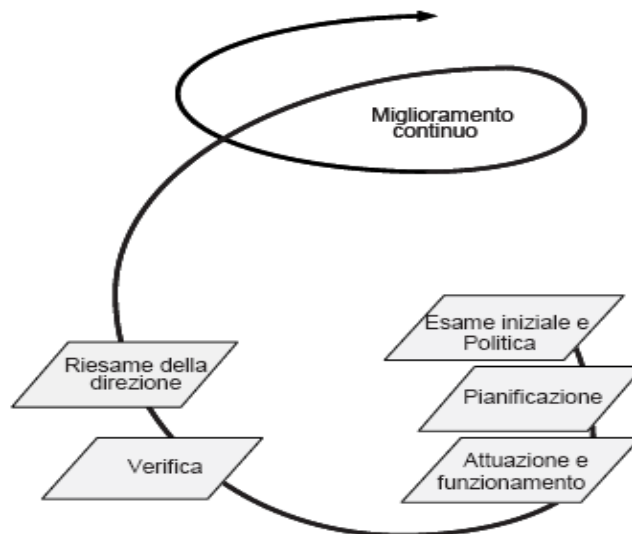 Miglioramento
continuo
Esame iniziale e
Politica
Pianificazione
Attuazione e
funzionamento
Verifica
Riesame della
direzione